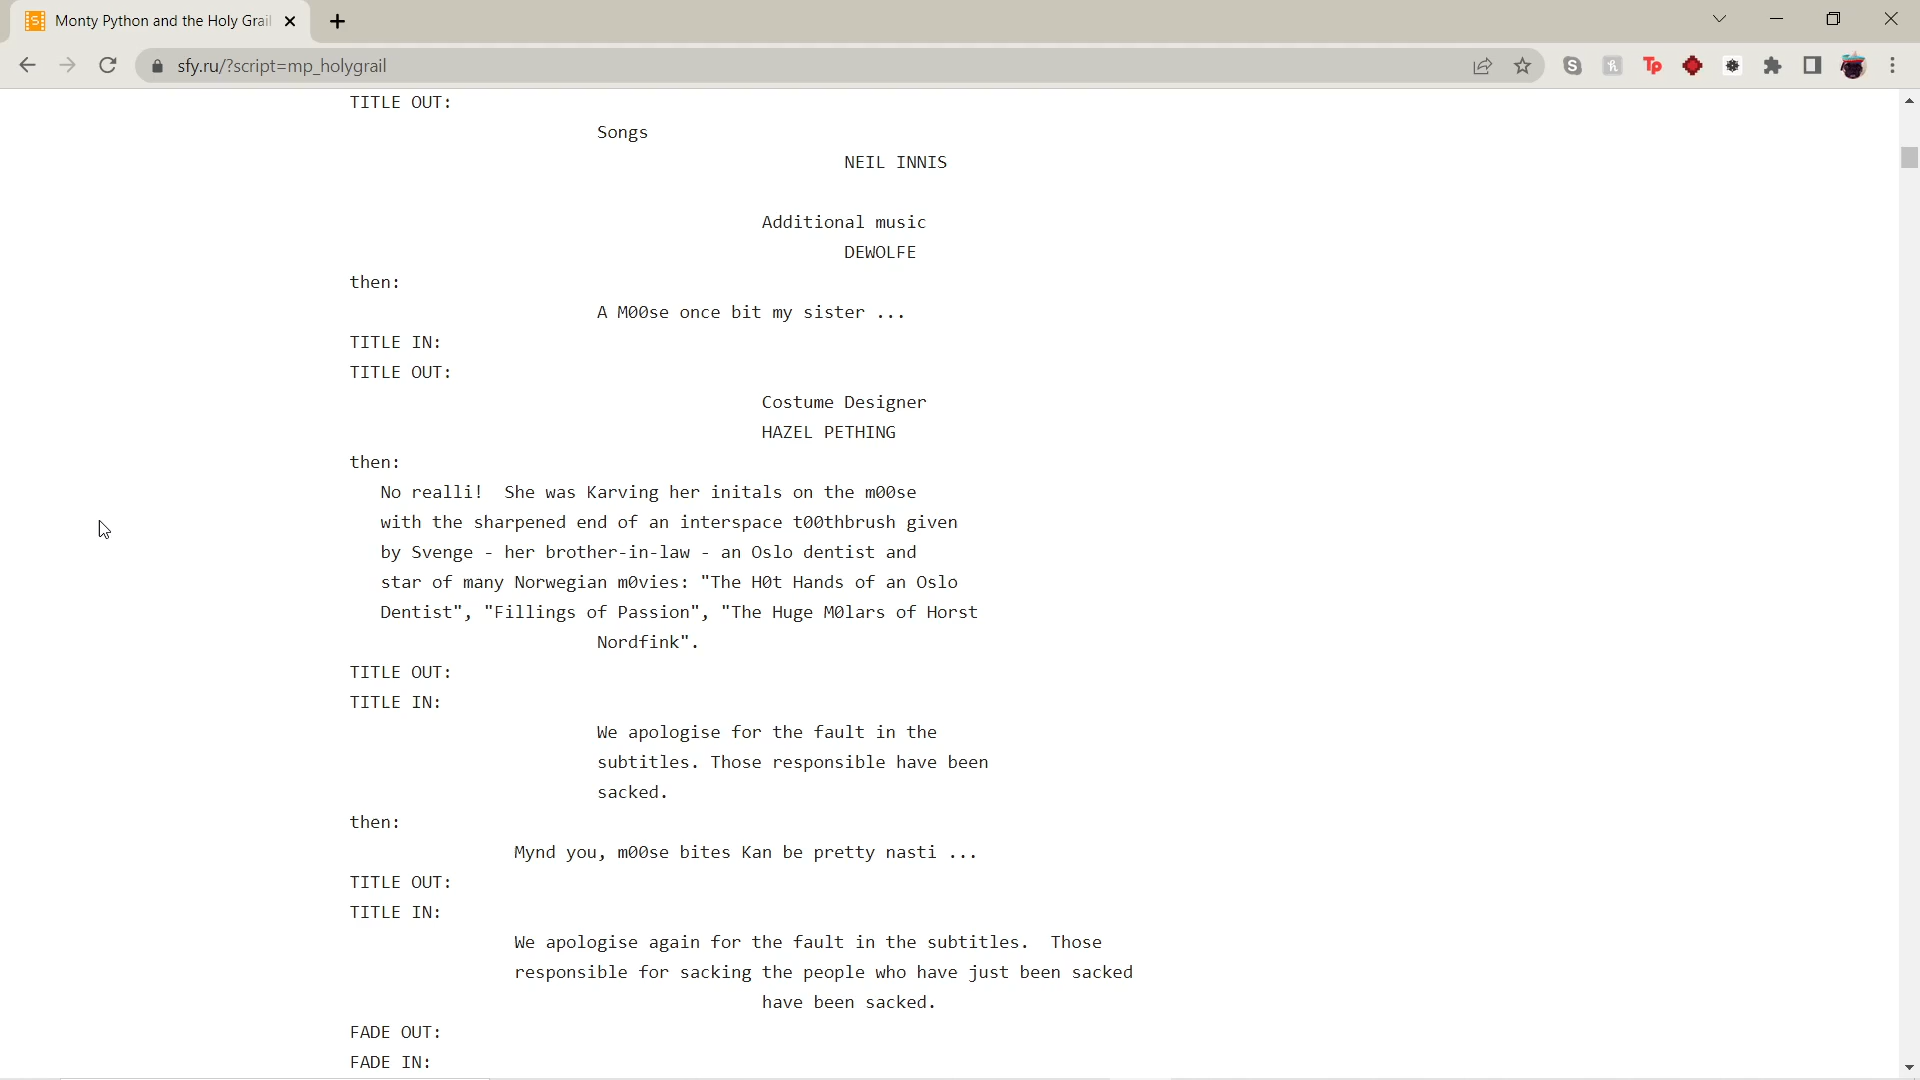 Monty Python and the Holy Grail
sfy.ru/?script=mp_holygrail
TITLE OUT:
Songs
NEIL INNIS
Additional music
DEWOLFE
then:
A M00se once bit my sister ...
TITLE IN:
TITLE OUT:
Costume Designer
HAZEL PETHING
then:
No realli!  She was Karving her initals on the m00se
with the sharpened end of an interspace t00thbrush given
by Svenge - her brother-in-law - an Oslo dentist and
star of many Norwegian m0vies: "The H0t Hands of an Oslo
Dentist", "Fillings of Passion", "The Huge M0lars of Horst
Nordfink".
TITLE OUT:
TITLE IN:
We apologise for the fault in the
subtitles. Those responsible have been
sacked.
then:
Mynd you, m00se bites Kan be pretty nasti ...
TITLE OUT:
TITLE IN:
We apologise again for the fault in the subtitles.  Those
responsible for sacking the people who have just been sacked
have been sacked.
FADE OUT:
FADE IN: